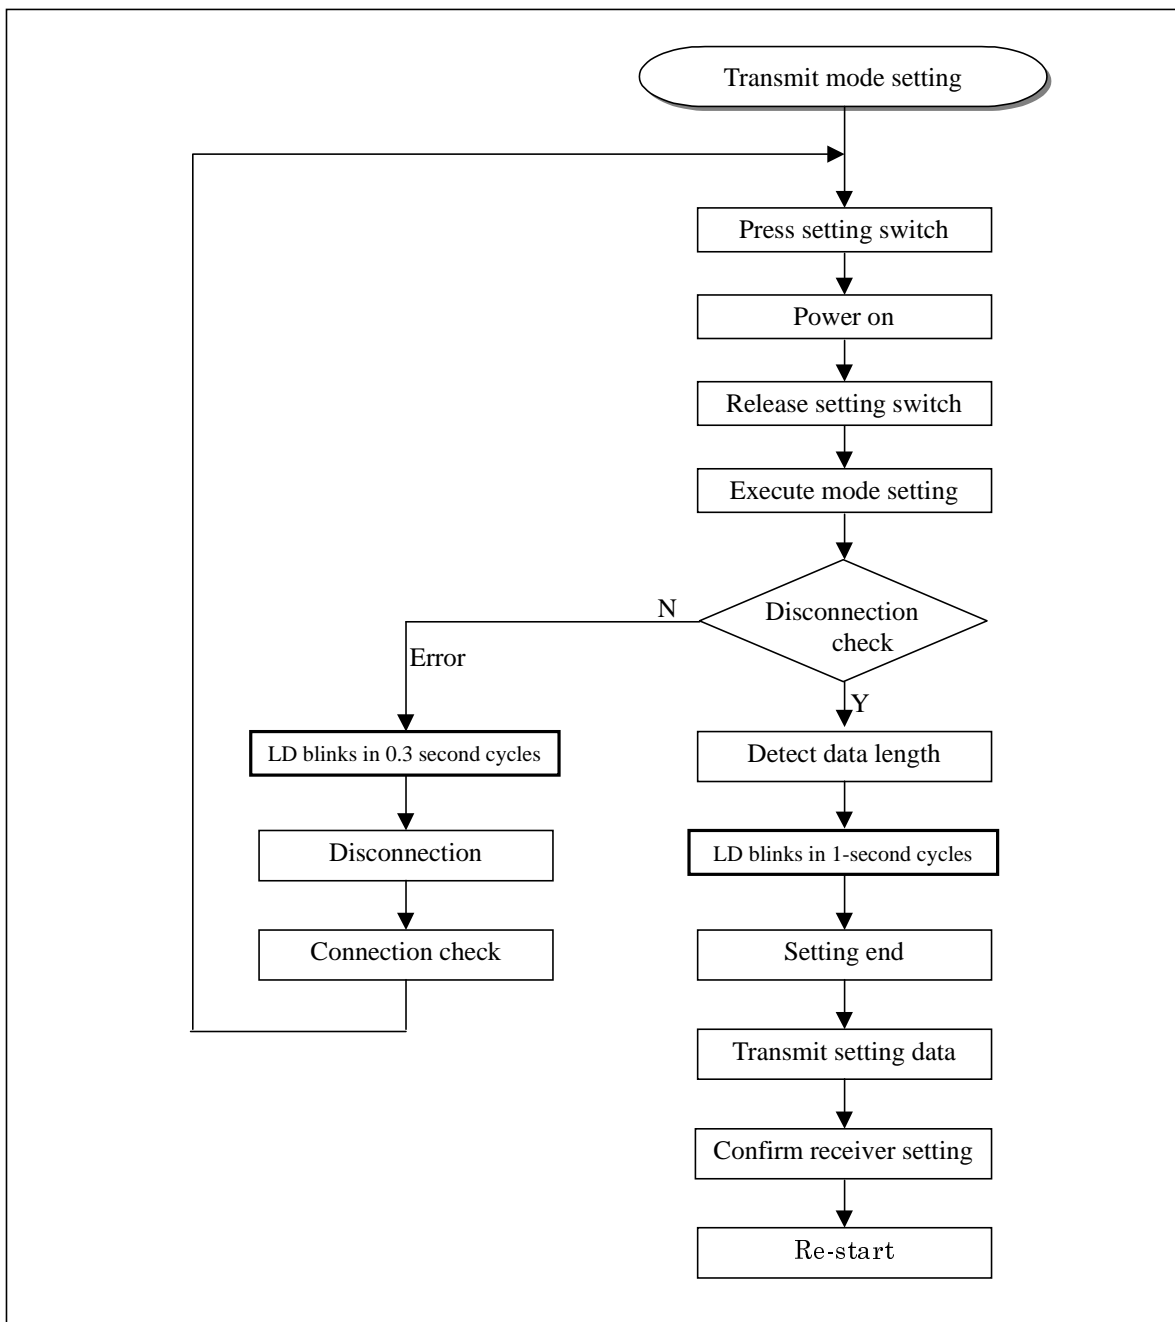 Transmit mode setting
Press setting switch
Power on
Release setting switch
Execute mode setting
Disconnection
check
N
Error
Y
LD blinks in 0.3 second cycles
Disconnection
Connection check
Detect data length
LD blinks in 1-second cycles
Setting end
Transmit setting data
Confirm receiver setting
Re-start